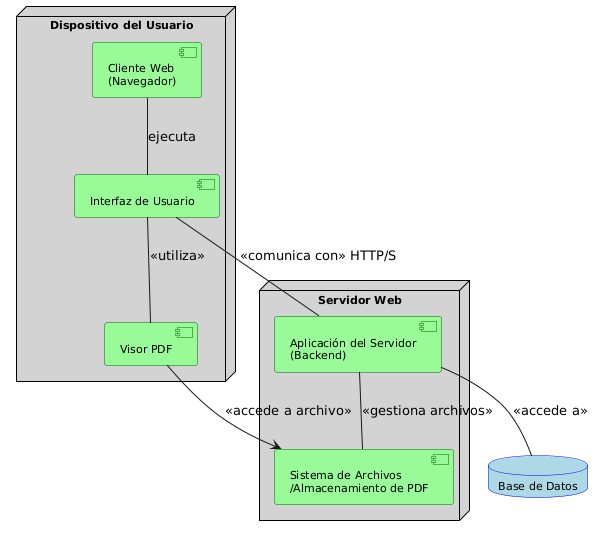 Dispositivo del Usuario
Cliente Web
(Navegador)
ejecuta
Interfaz de Usuario
«utiliza»
«comunica con» HTTP/S
Servidor Web
Aplicación del Servidor
(Backend)
Visor PDF
«accede a archivo»
«gestiona archivos»
«accede a»
Sistema de Archivos
/Almacenamiento de PDF
Base de Datos